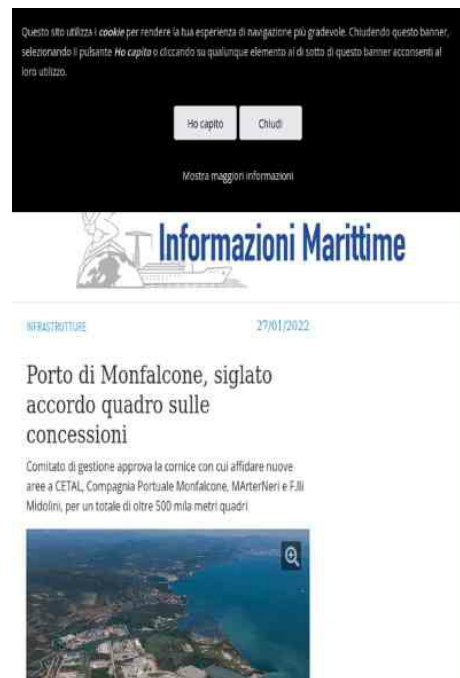 Questo sito utilizza i cookie per rendere la tua esperienza di navigazione più gradevole. Chiudendo questo banner,
selezionando il pulsante Ho capito o cliccando su qualunque elemento al di sotto di questo banner acconsenti al
loro utilizzo.
Ho capito
Chiudi
Mostra maggiori informazioni
Informazioni Marittime
INFRASTRUTTURE
27/01/2022
Porto di Monfalcone, siglato
accordo quadro sulle
concessioni
Comitato di gestione approva la cornice con cui affidare nuove
aree a CETAL, Compagnia Portuale Monfalcone, MArterNeri e F.lli
Midolini, per un totale di oltre 500 mila metri quadri